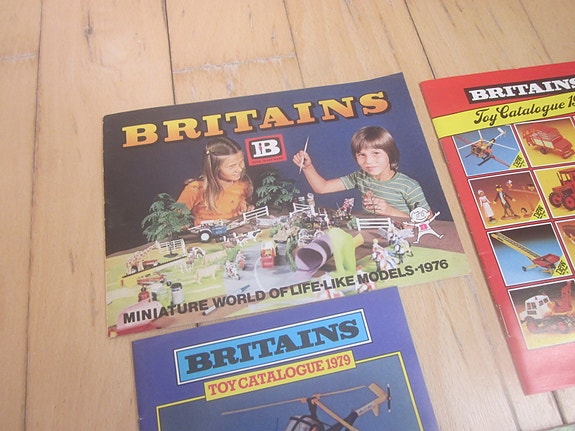 BRITAINS
B
MINIATURE WORLD OF LIFE-LIKE MODELS·1976
BRITAINS
TOY CATALOGUE 1979
BRITAINS
Toy Catalogue